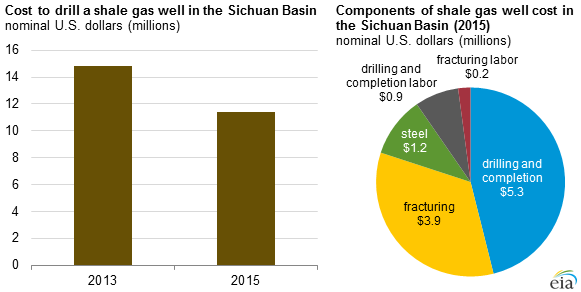 Cost to drill a shale gas well in the Sichuan Basin
nominal U.S. dollars (millions)
16
14
12
10
8
6
4
2
0
2013
2015
Components of shale gas well cost in
the Sichuan Basin (2015)
nominal U.S. dollars (millions)
fracturing labor
$0.2
drilling and
completion labor
$0.9
steel
$1.2
drilling and
completion
$5.3
fracturing
$3.9
eia